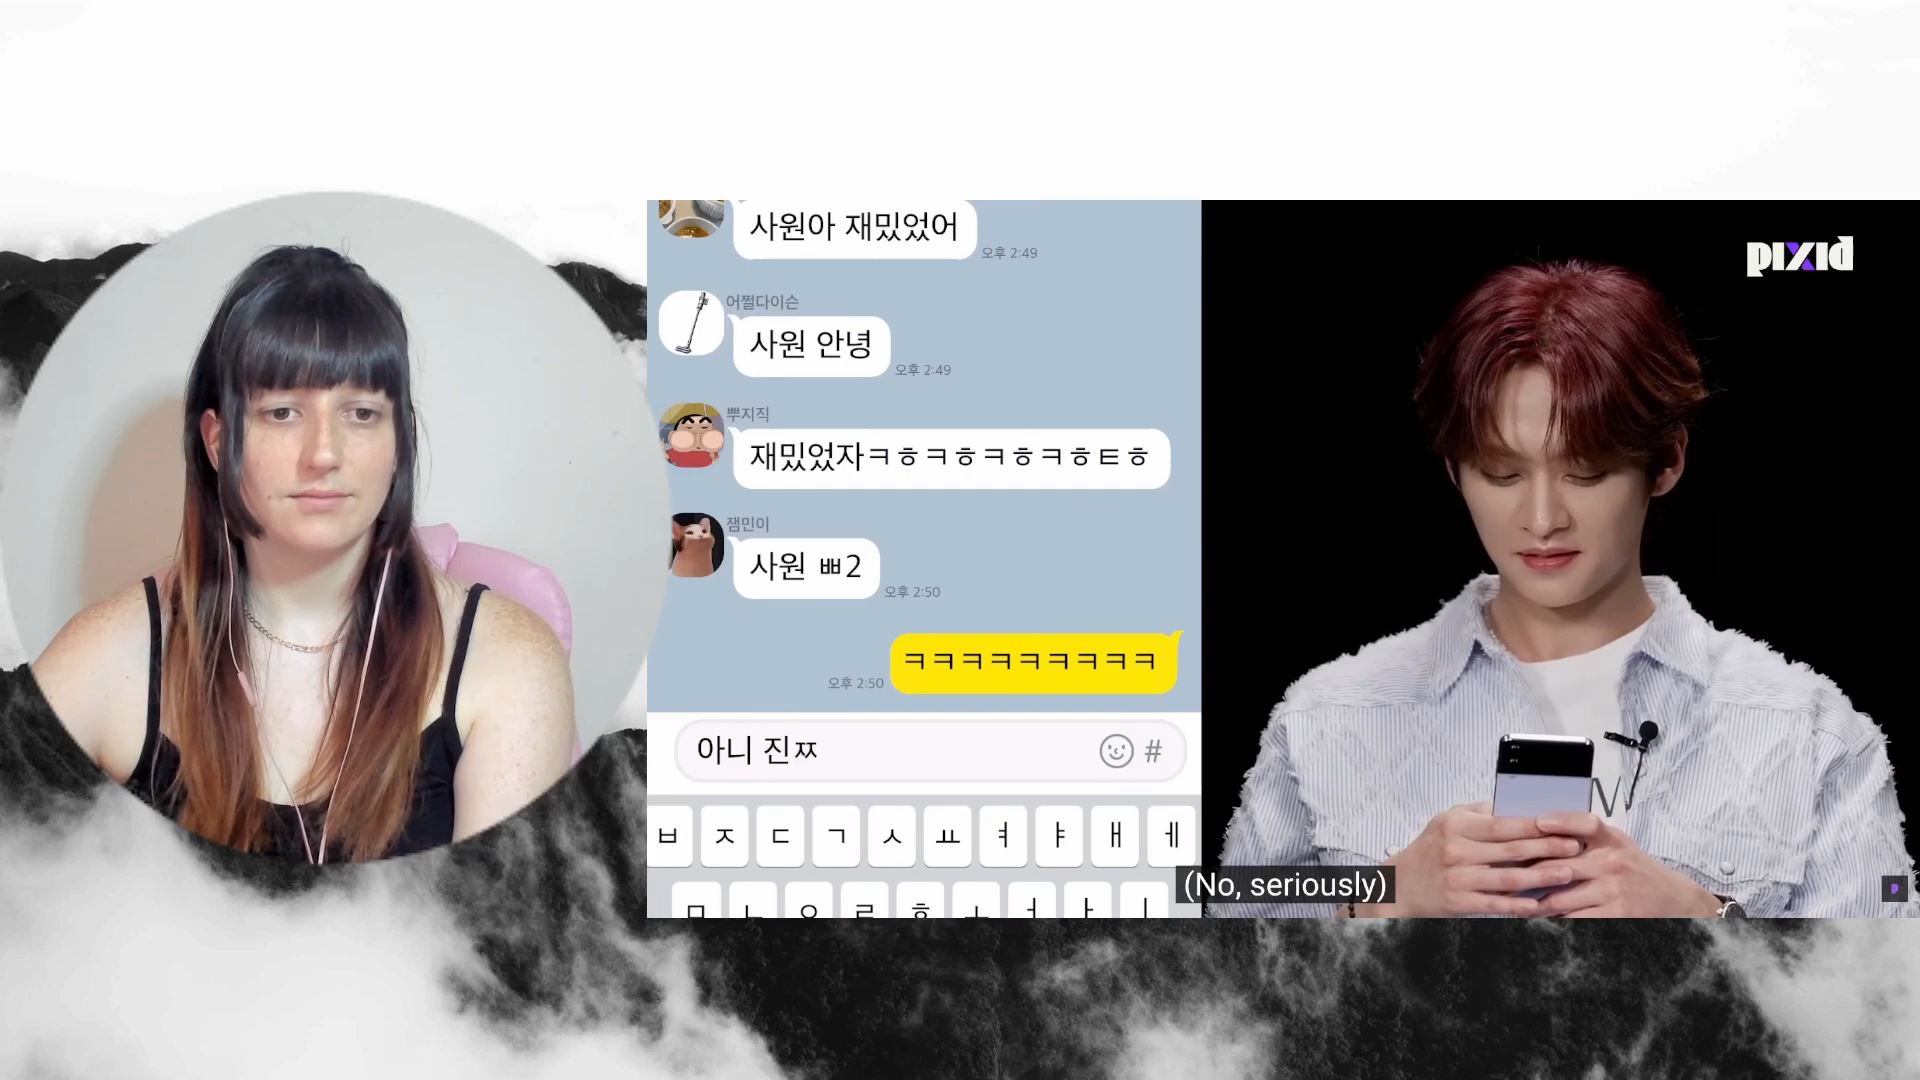 사원아 재밌었어
오후 2:49
pixid
어쩔다이슨
사원 안녕
오후 2:49
뿌지직
재밌었자ㅋㅎㅋㅎㅋㅎㅋㅎㅌㅎ
잼민이
사원 ㅃ2
오후 2:50
ㅋㅋㅋㅋㅋㅋㅋㅋㅋ
오후 2:50
아니 진ㅉ
#
ㅂ ㅈ ㄷ ㄱ ㅅ ㅛ ㅕ ㅑ ㅐ ㅔ
ㅁ ㄴ ㅇ ㄹ ㅎ ㅗ ㅓ ㅏ ㅣ
(No, seriously)